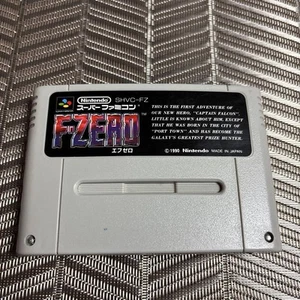 Nintendo SHVC-FZ
スーパーファミコン
F-ZERO
TM
エフゼロ
THIS IS THE FIRST ADVENTURE OF
OUR NEW HERO, "CAPTAIN FALCON".
LITTLE IS KNOWN ABOUT HIM, EXCEPT
THAT HE WAS BORN IN THE CITY OF
"PORT TOWN" AND HAS BECOME THE
GALAXY'S GREATEST PRIZE HUNTER.
©1990 Nintendo MADE IN JAPAN